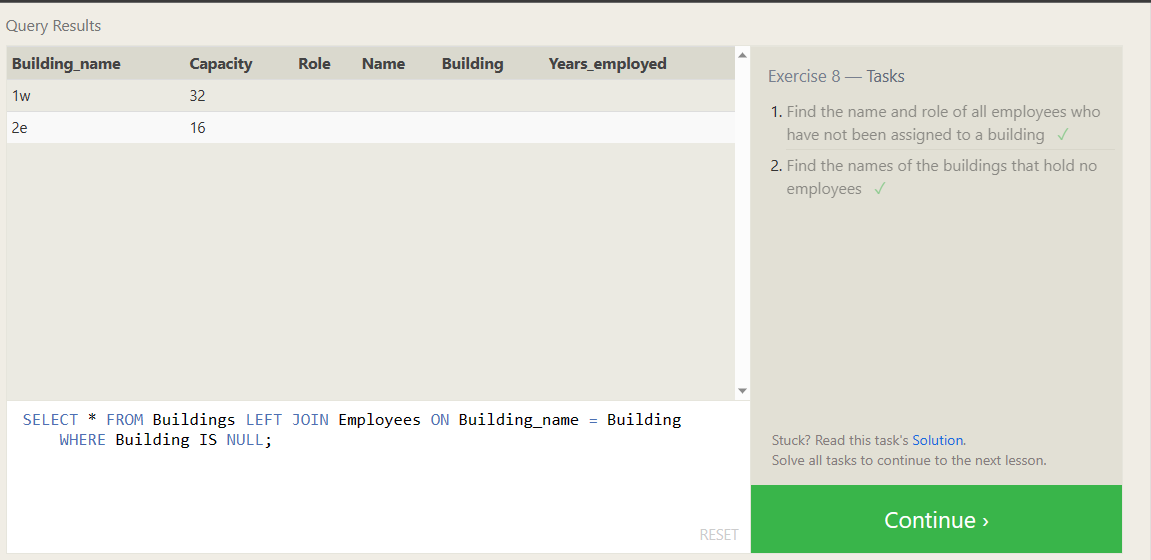 Query Results
Building_name Capacity Role Name Building Years_employed
1w 32
2e 16
SELECT * FROM Buildings LEFT JOIN Employees ON Building_name = Building
WHERE Building IS NULL;
RESET
Exercise 8 — Tasks
1. Find the name and role of all employees who
have not been assigned to a building ✓
2. Find the names of the buildings that hold no
employees ✓
Stuck? Read this task's Solution.
Solve all tasks to continue to the next lesson.
Continue ›